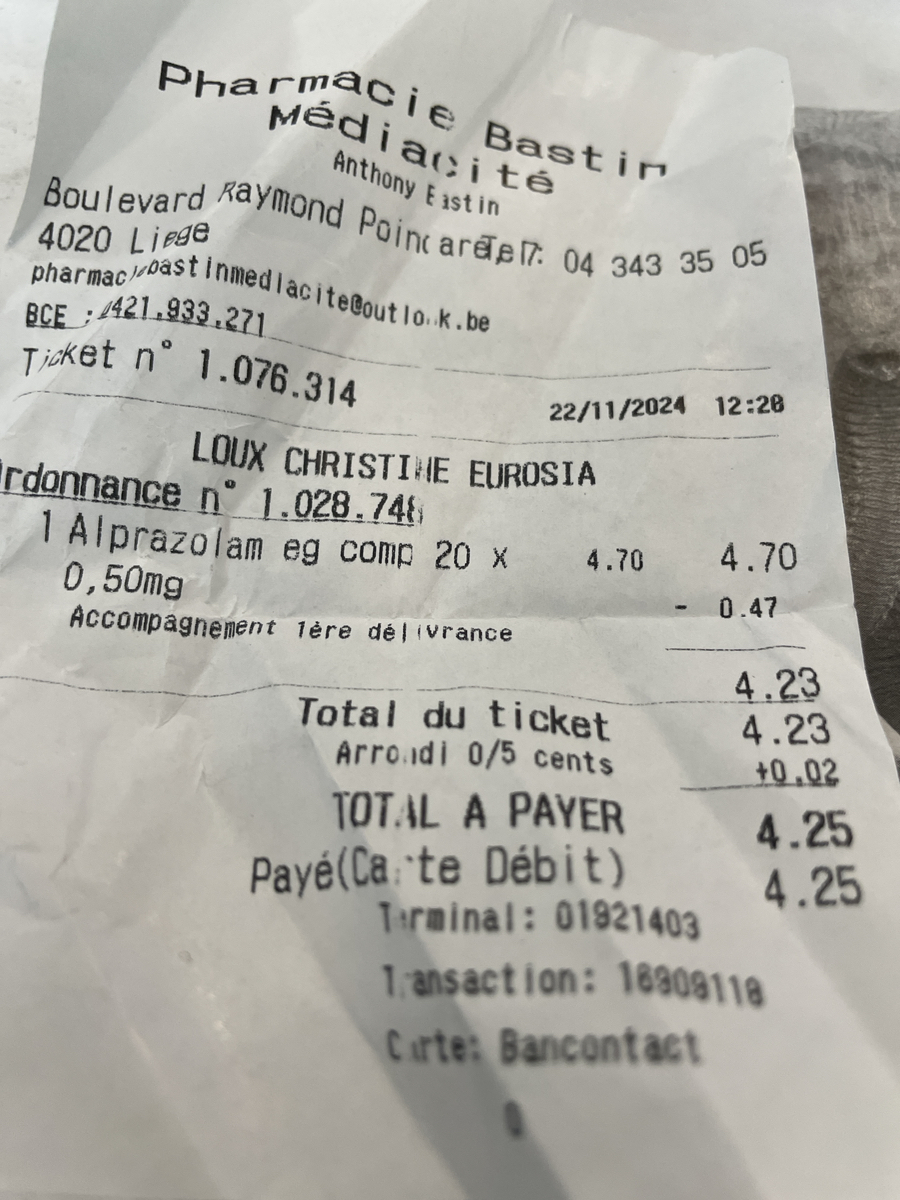 Pharmacie Bastin
Médiacité
Anthony Bastin
Boulevard Raymond Poincaré 7 Tel: 04 343 35 05
4020 Liege
pharmaciebastinmediacite@outlook.be
BCE : 0421.933.271
Ticket n° 1.076.314
22/11/2024 12:28
LOUX CHRISTINE EUROSIA
Ordonnance n° 1.028.748
1 Alprazolam eg comp 20 x 4.70 4.70
0,50mg - 0.47
Accompagnement 1ère délivrance
4.23
Total du ticket 4.23
Arrondi 0/5 cents +0.02
TOTAL A PAYER 4.25
Payé(Carte Débit) 4.25
Terminal: 01921403
Transaction:
Carte: Bancontact